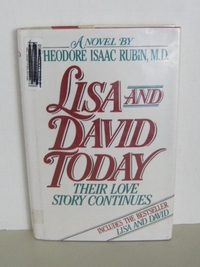 A NOVEL BY
THEODORE ISAAC RUBIN, M.D.
LISA AND
DAVID
TODAY
THEIR LOVE
STORY CONTINUES
INCLUDES THE BESTSELLER
LISA AND DAVID